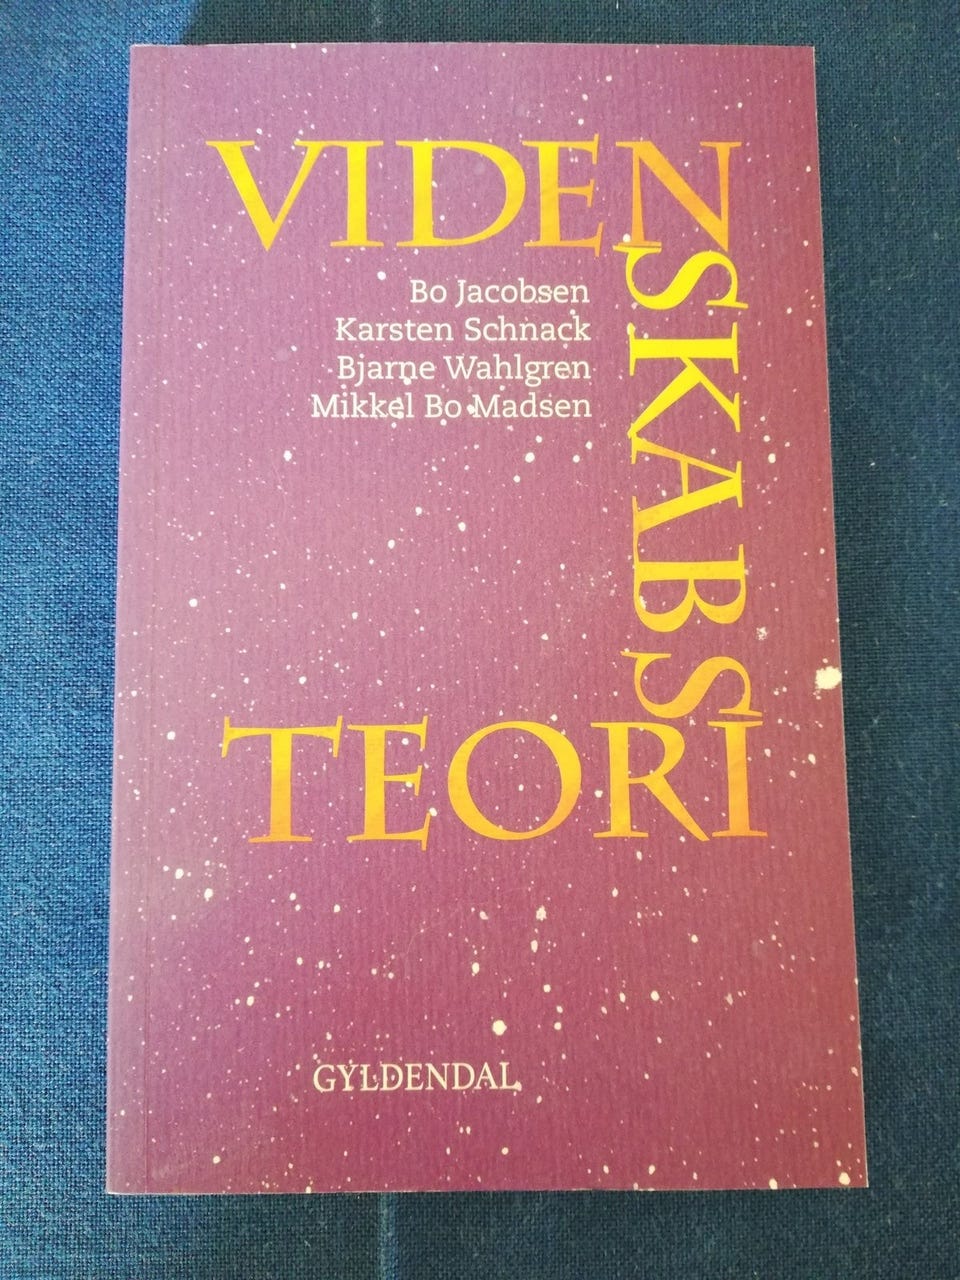 VIDEN
SKABS
TEORI
Bo Jacobsen
Karsten Schnack
Bjarne Wahlgren
Mikkel Bo Madsen
GYLDENDAL